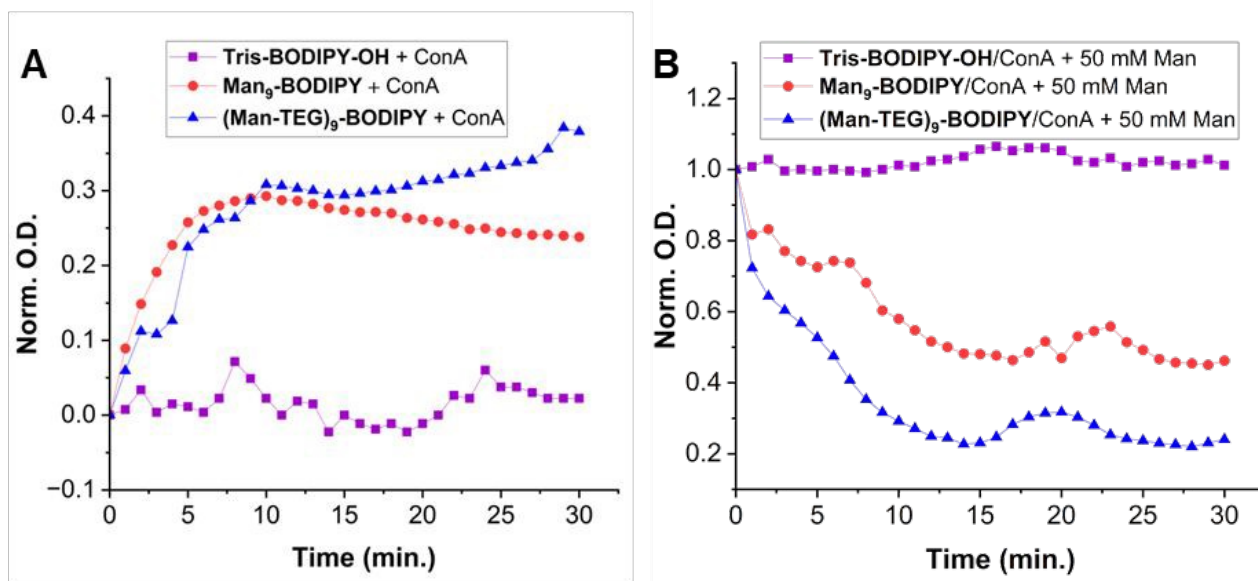 A
Tris-BODIPY-OH + ConA
Man₉-BODIPY + ConA
(Man-TEG)₉-BODIPY + ConA
Norm. O.D.
0.4
0.3
0.2
0.1
0.0
−0.1
0 5 10 15 20 25 30
Time (min.)
B
Tris-BODIPY-OH/ConA + 50 mM Man
Man₉-BODIPY/ConA + 50 mM Man
(Man-TEG)₉-BODIPY/ConA + 50 mM Man
Norm. O.D.
1.2
1.0
0.8
0.6
0.4
0.2
0 5 10 15 20 25 30
Time (min.)